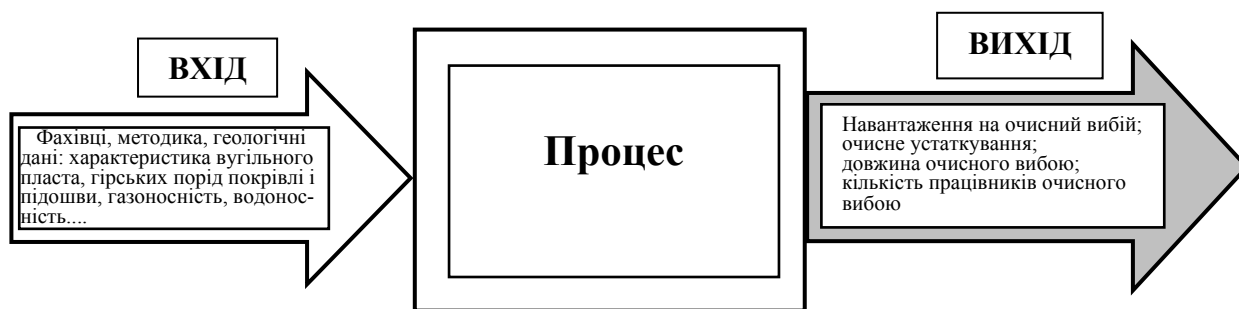 ВХІД
Фахівці, методика, геологічні
дані: характеристика вугільного
пласта, гірських порід покрівлі і
підошви, газоносність, водонос-
ність....
Процес
ВИХІД
Навантаження на очисний вибій;
очисне устаткування;
довжина очисного вибою;
кількість працівників очисного
вибою